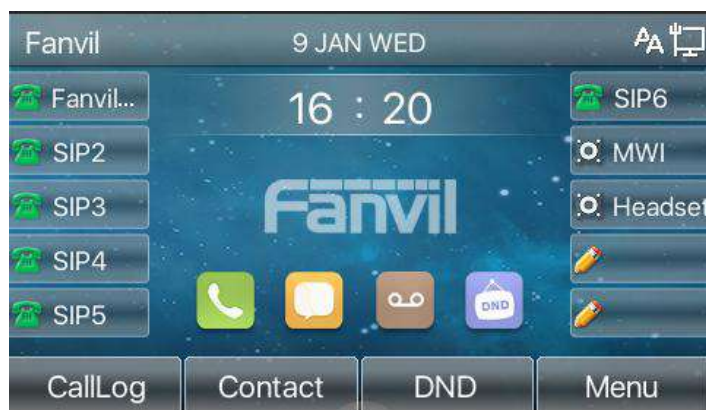 Fanvil 9 JAN WED AA
Fanvil... 16 : 20 SIP6
SIP2 MWI
SIP3 Fanvil Headset
SIP4
SIP5 DND
CallLog Contact DND Menu